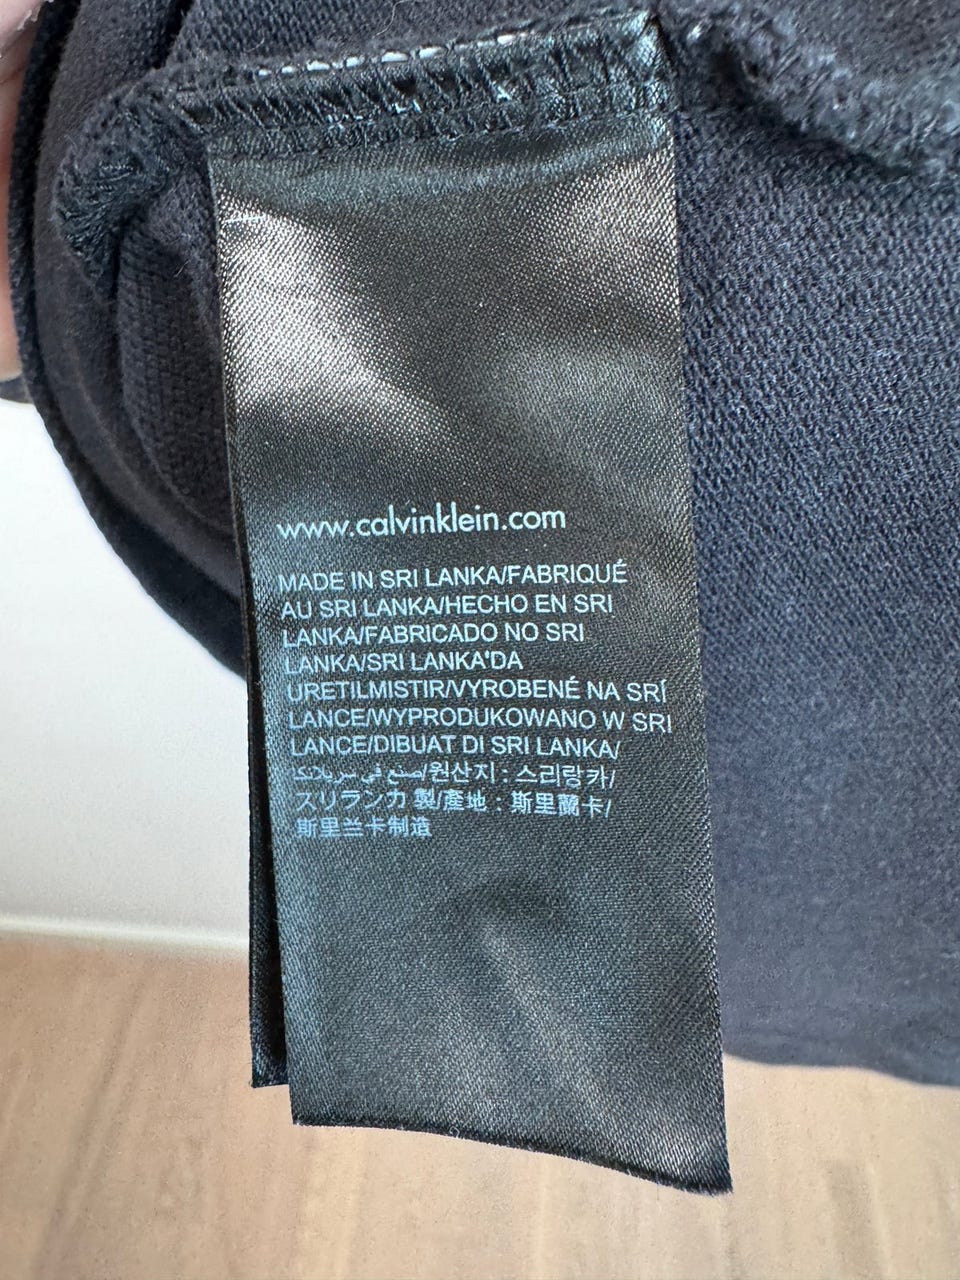 www.calvinklein.com
MADE IN SRI LANKA/FABRIQUÉ
AU SRI LANKA/HECHO EN SRI
LANKA/FABRICADO NO SRI
LANKA/SRI LANKA'DA
URETILMISTIR/VYROBENÉ NA SRÍ
LANCE/WYPRODUKOWANO W SRI
LANCE/DIBUAT DI SRI LANKA/
صنع في سريلانكا/원산지 : 스리랑카/
スリランカ 製/產地 : 斯里蘭卡/
斯里兰卡制造